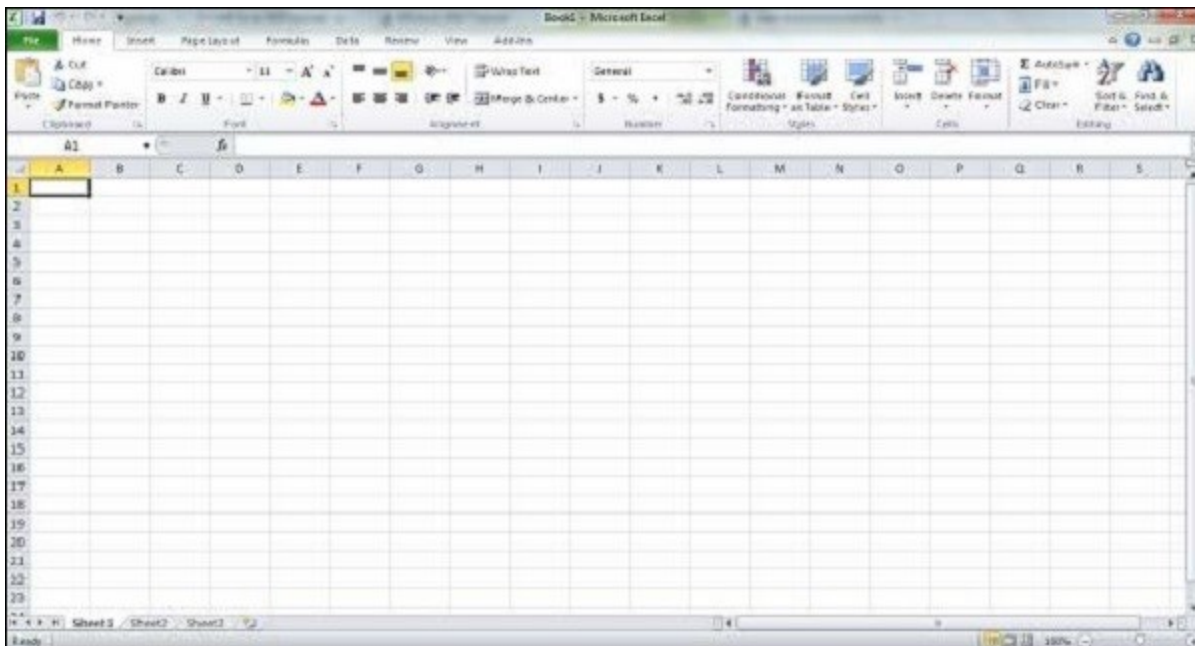 Book1 - Microsoft Excel
File Home Insert Page Layout Formulas Data Review View Add-Ins
Cut
Copy
Format Painter
Paste
Calibri 11 A A
B I U A
Wrap Text
Merge & Center
General
$ - % ,
Conditional Formatting
Format as Table
Cell Styles
Insert Delete Format
Σ AutoSum
Fill
Clear
Sort & Filter
Find & Select
Clipboard Font Alignment Number Styles Cells Editing
A1 fx
A B C D E F G H I J K L M N O P Q R S
1
2
3
4
5
6
7
8
9
10
11
12
13
14
15
16
17
18
19
20
21
22
23
Sheet1 Sheet2 Sheet3
Ready 100%